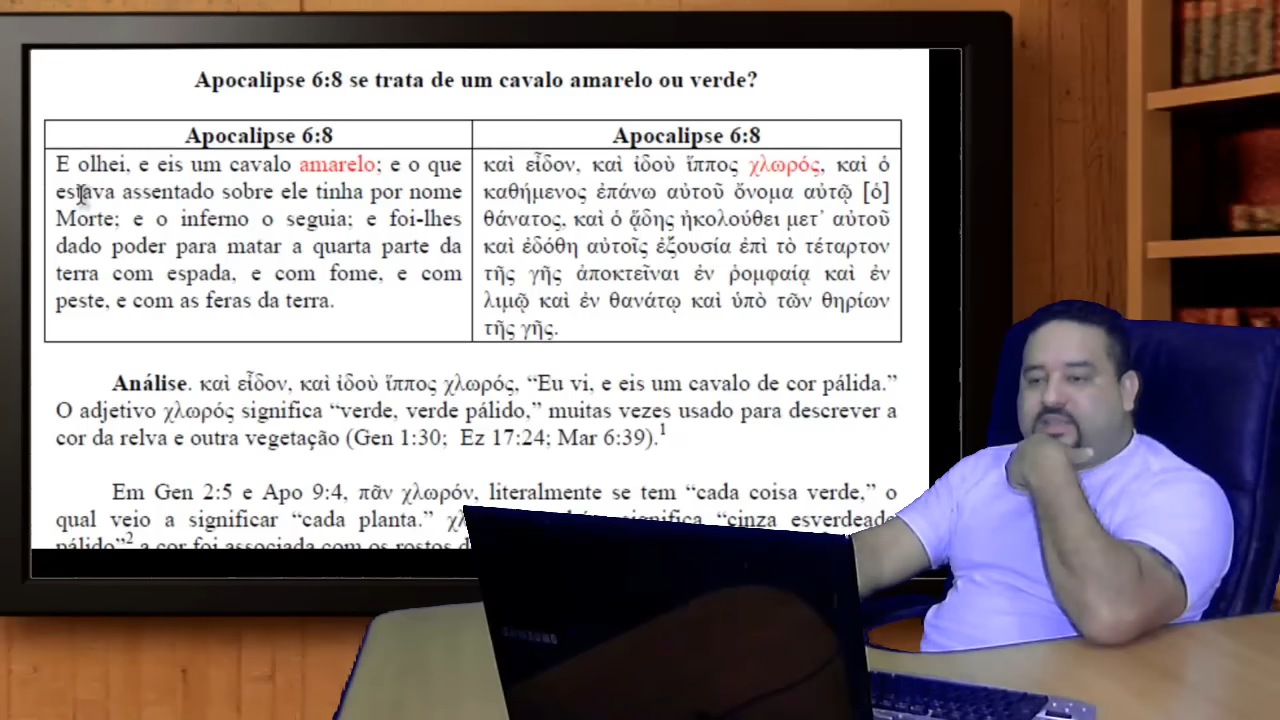 Apocalipse 6:8 se trata de um cavalo amarelo ou verde?
Apocalipse 6:8
E olhei, e eis um cavalo amarelo; e o que
estava assentado sobre ele tinha por nome
Morte; e o inferno o seguia; e foi-lhes
dado poder para matar a quarta parte da
terra com espada, e com fome, e com
peste, e com as feras da terra.
Apocalipse 6:8
καὶ εἶδον, καὶ ἰδοὺ ἵππος χλωρός, καὶ ὁ
καθήμενος ἐπάνω αὐτοῦ ὄνομα αὐτῷ [ὁ]
θάνατος, καὶ ὁ ᾅδης ἠκολούθει μετ᾽ αὐτοῦ
καὶ ἐδόθη αὐτοῖς ἐξουσία ἐπὶ τὸ τέταρτον
τῆς γῆς ἀποκτεῖναι ἐν ῥομφαίᾳ καὶ ἐν
λιμῷ καὶ ἐν θανάτῳ καὶ ὑπὸ τῶν θηρίων
τῆς γῆς.
Análise. καὶ εἶδον, καὶ ἰδοὺ ἵππος χλωρός, “Eu vi, e eis um cavalo de cor pálida.”
O adjetivo χλωρός significa “verde, verde pálido,” muitas vezes usado para descrever a
cor da relva e outra vegetação (Gen 1:30; Ez 17:24; Mar 6:39).1
Em Gen 2:5 e Apo 9:4, πᾶν χλωρόν, literalmente se tem “cada coisa verde,” o
qual veio a significar “cada planta.” significa “cinza esverdeado
pálido”2 a cor foi associada com os rostos
SAMSUNG